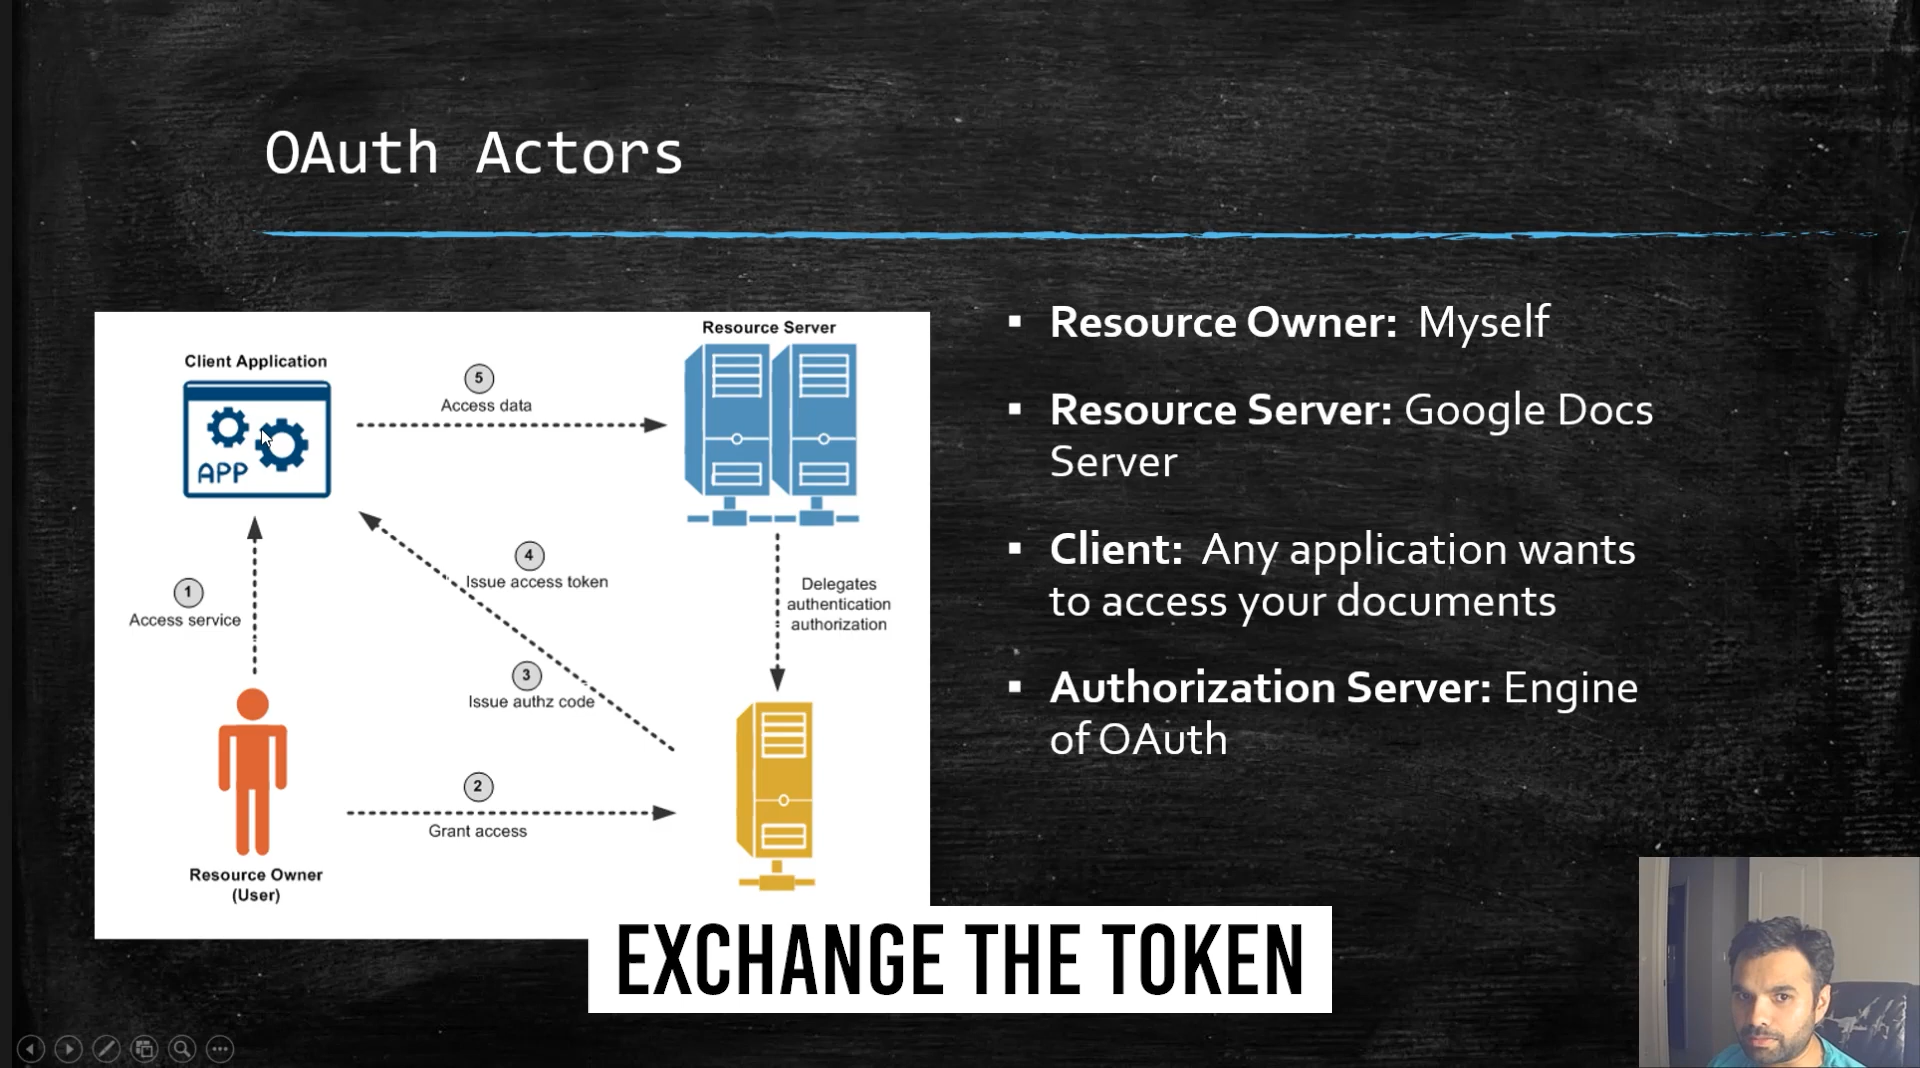 OAuth Actors
Client Application
APP
Resource Server
5
Access data
4
Issue access token
3
Issue authz code
1
Access service
Delegates
authentication
authorization
2
Grant access
Resource Owner
(User)
▪ Resource Owner: Myself
▪ Resource Server: Google Docs
Server
▪ Client: Any application wants
to access your documents
▪ Authorization Server: Engine
of OAuth
EXCHANGE THE TOKEN